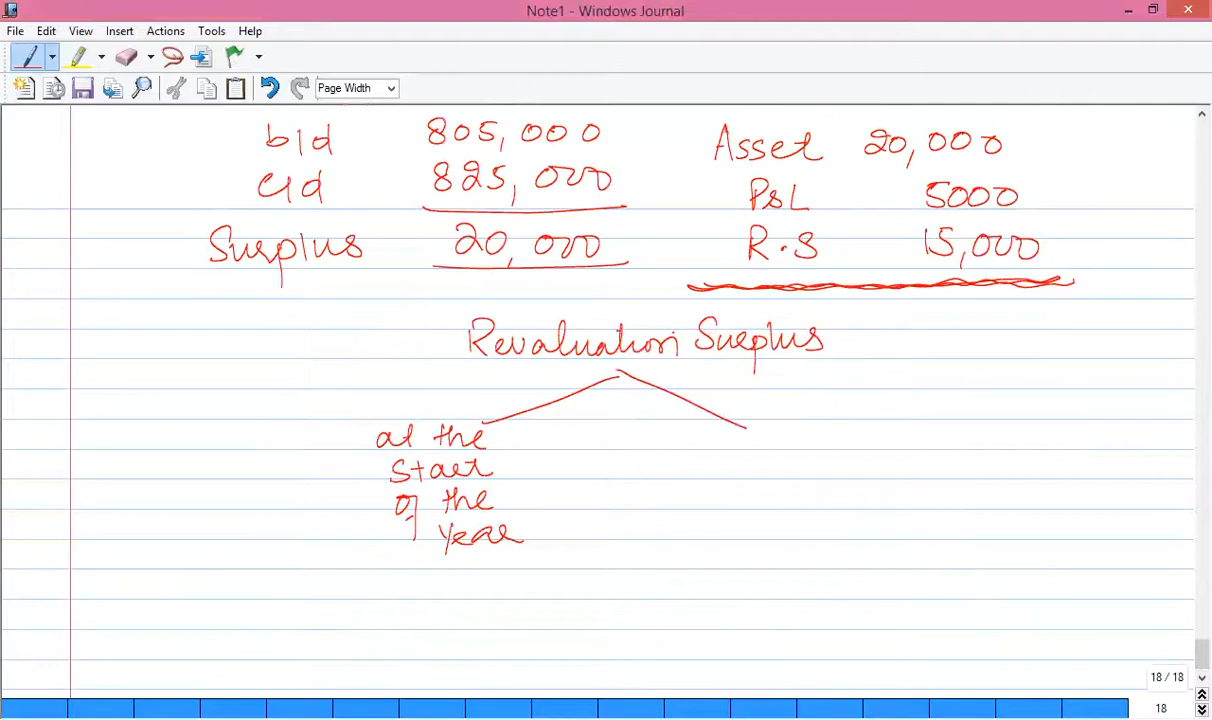 Note1 - Windows Journal
File Edit View Insert Actions Tools Help
Page Width
b/d 805,000 Asset 20,000
c/d 825,000 P&L 5000
Surplus 20,000 R.S 15,000
Revaluation Surplus
at the
Start
of the
year
18 / 18
18